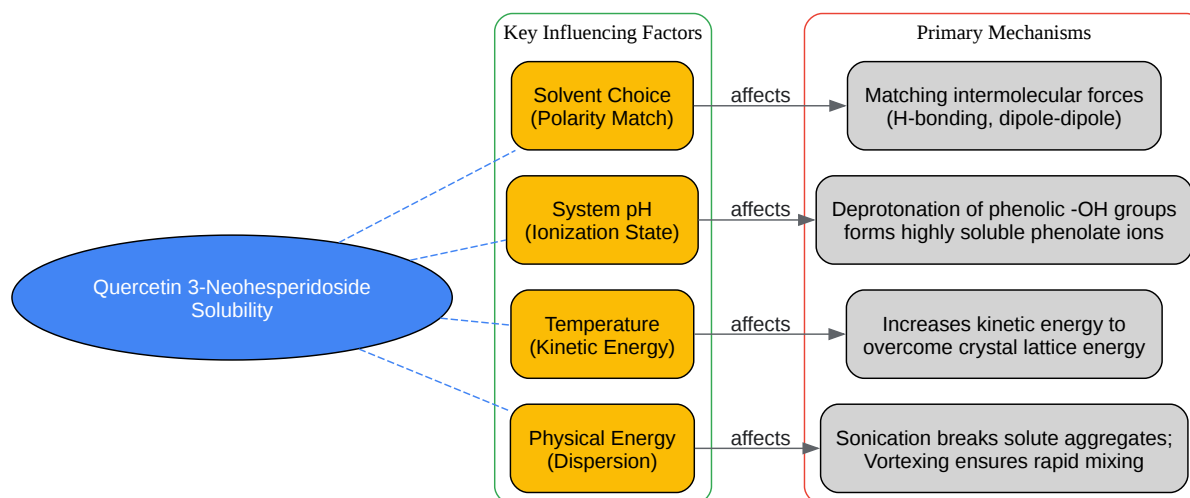 Key Influencing Factors
Primary Mechanisms
Quercetin 3-Neohesperidoside
Solubility
Solvent Choice
(Polarity Match)
affects
Matching intermolecular forces
(H-bonding, dipole-dipole)
System pH
(Ionization State)
affects
Deprotonation of phenolic -OH groups
forms highly soluble phenolate ions
Temperature
(Kinetic Energy)
affects
Increases kinetic energy to
overcome crystal lattice energy
Physical Energy
(Dispersion)
affects
Sonication breaks solute aggregates;
Vortexing ensures rapid mixing